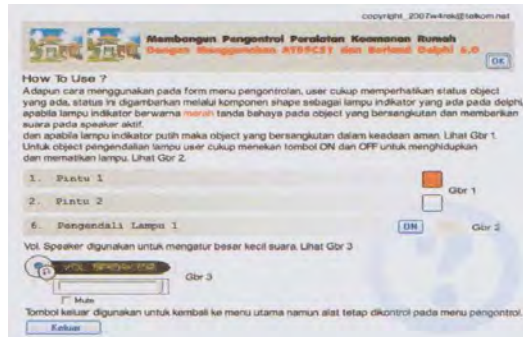 copyright_2007w4nsk@telkom.net
Membangun Pengontrol Peralatan Keamanan Rumah
Dengan Menggunakan AT89C51 dan Borland Delphi 6.0
OK
How To Use ?
Adapun cara menggunakan pada form menu pengontrolan, user cukup memperhatikan status object
yang ada, status ini digambarkan melalui komponen shape sebagai lampu indikator yang ada pada delphi
apabila lampu indikator berwarna merah tanda bahaya pada object yang bersangkutan dan memberikan
suara pada speaker aktif.
dan apabila lampu indikator putih maka object yang bersangkutan dalam keadaan aman. Lihat Gbr 1.
Untuk object pengendalian lampu user cukup menekan tombol ON dan OFF untuk menghidupkan
dan mematikan lampu. Lihat Gbr 2.
1. Pintu 1
Gbr 1
2. Pintu 2
6. Pengendali Lampu 1
ON
Gbr 2
Vol. Speaker digunakan untuk mengatur besar kecil suara. Lihat Gbr 3
VOL SPEAKER
Gbr 3
Mute
Tombol keluar digunakan untuk kembali ke menu utama namun alat tetap dikontrol pada menu pengontrol.
Keluar